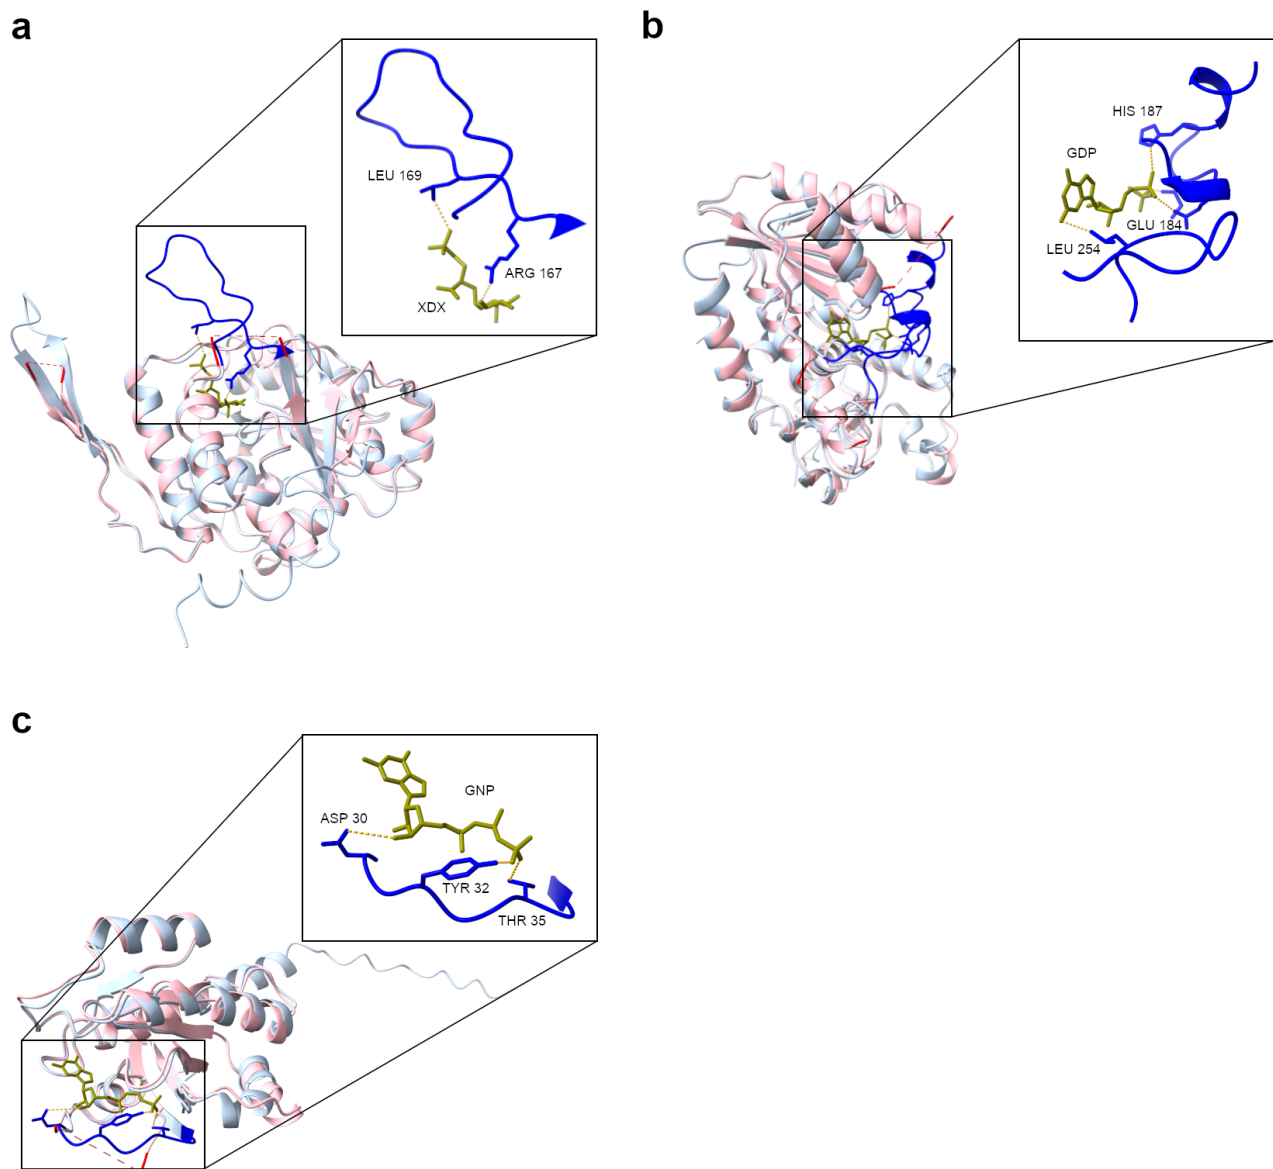 a
LEU 169
ARG 167
XDX
b
HIS 187
GDP
GLU 184
LEU 254
c
GNP
ASP 30
TYR 32
THR 35